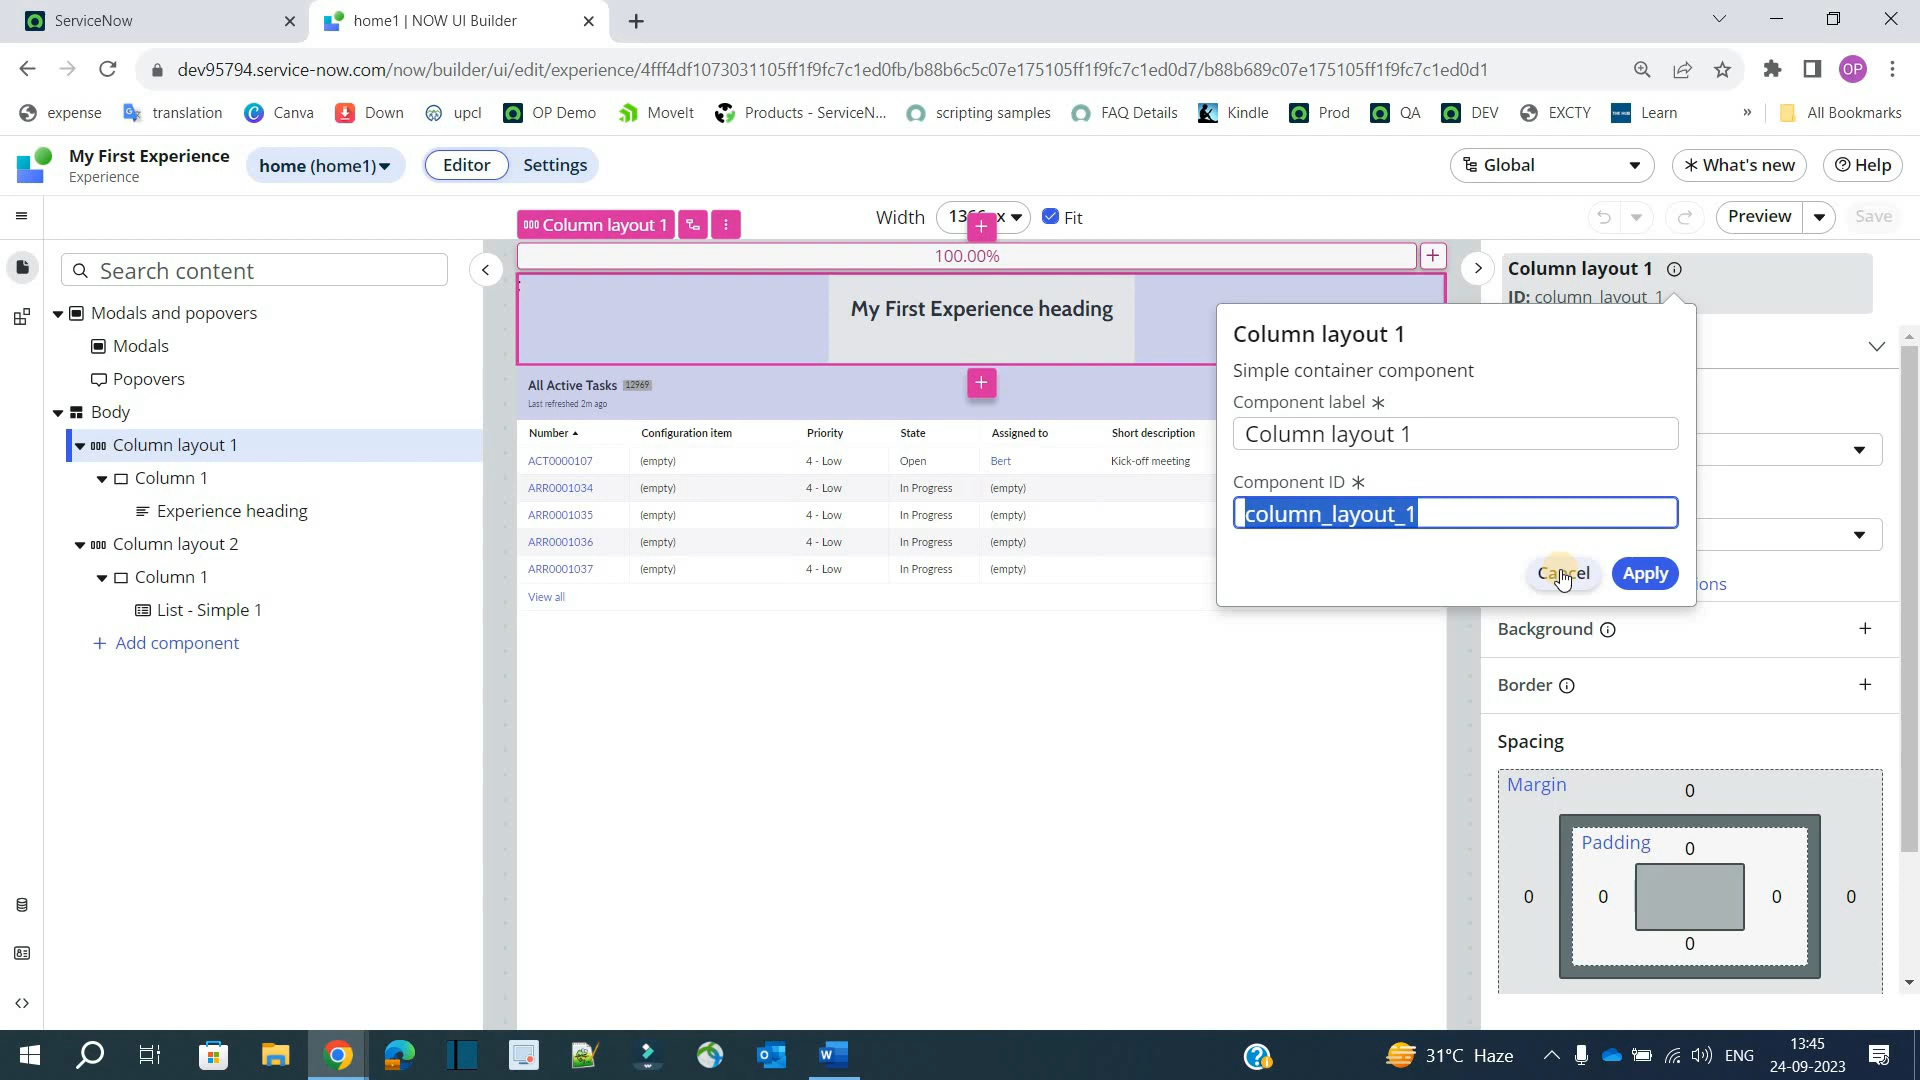 ServiceNow
home1 | NOW UI Builder
dev95794.service-now.com/now/builder/ui/edit/experience/4fff4df1073031105ff1f9fc7c1ed0fb/b88b6c5c07e175105ff1f9fc7c1ed0d7/b88b689c07e175105ff1f9fc7c1ed0d1
OP
expense translation Canva Down upcl OP Demo MoveIt Products - ServiceN... scripting samples FAQ Details Kindle Prod QA DEV EXCTY Learn » All Bookmarks
My First Experience
Experience
home (home1)
Editor
Settings
Global
What's new
Help
Column layout 1
Width
Fit
Preview
Save
Search content
100.00%
Column layout 1
ID: column_layout_1
Modals and popovers
Modals
Popovers
Body
Column layout 1
Column 1
Experience heading
Column layout 2
Column 1
List - Simple 1
+ Add component
My First Experience heading
All Active Tasks 12969
Last refreshed 2m ago
Number Configuration item Priority State Assigned to Short description
ACT0000107 (empty) 4 - Low Open Bert Kick-off meeting
ARR0001034 (empty) 4 - Low In Progress (empty)
ARR0001035 (empty) 4 - Low In Progress (empty)
ARR0001036 (empty) 4 - Low In Progress (empty)
ARR0001037 (empty) 4 - Low In Progress (empty)
View all
Column layout 1
Simple container component
Component label *
Column layout 1
Component ID *
column_layout_1
Cancel
Apply
Background
Border
Spacing
Margin
0
Padding
0
0 0 0 0
0
31°C Haze
ENG
13:45
24-09-2023